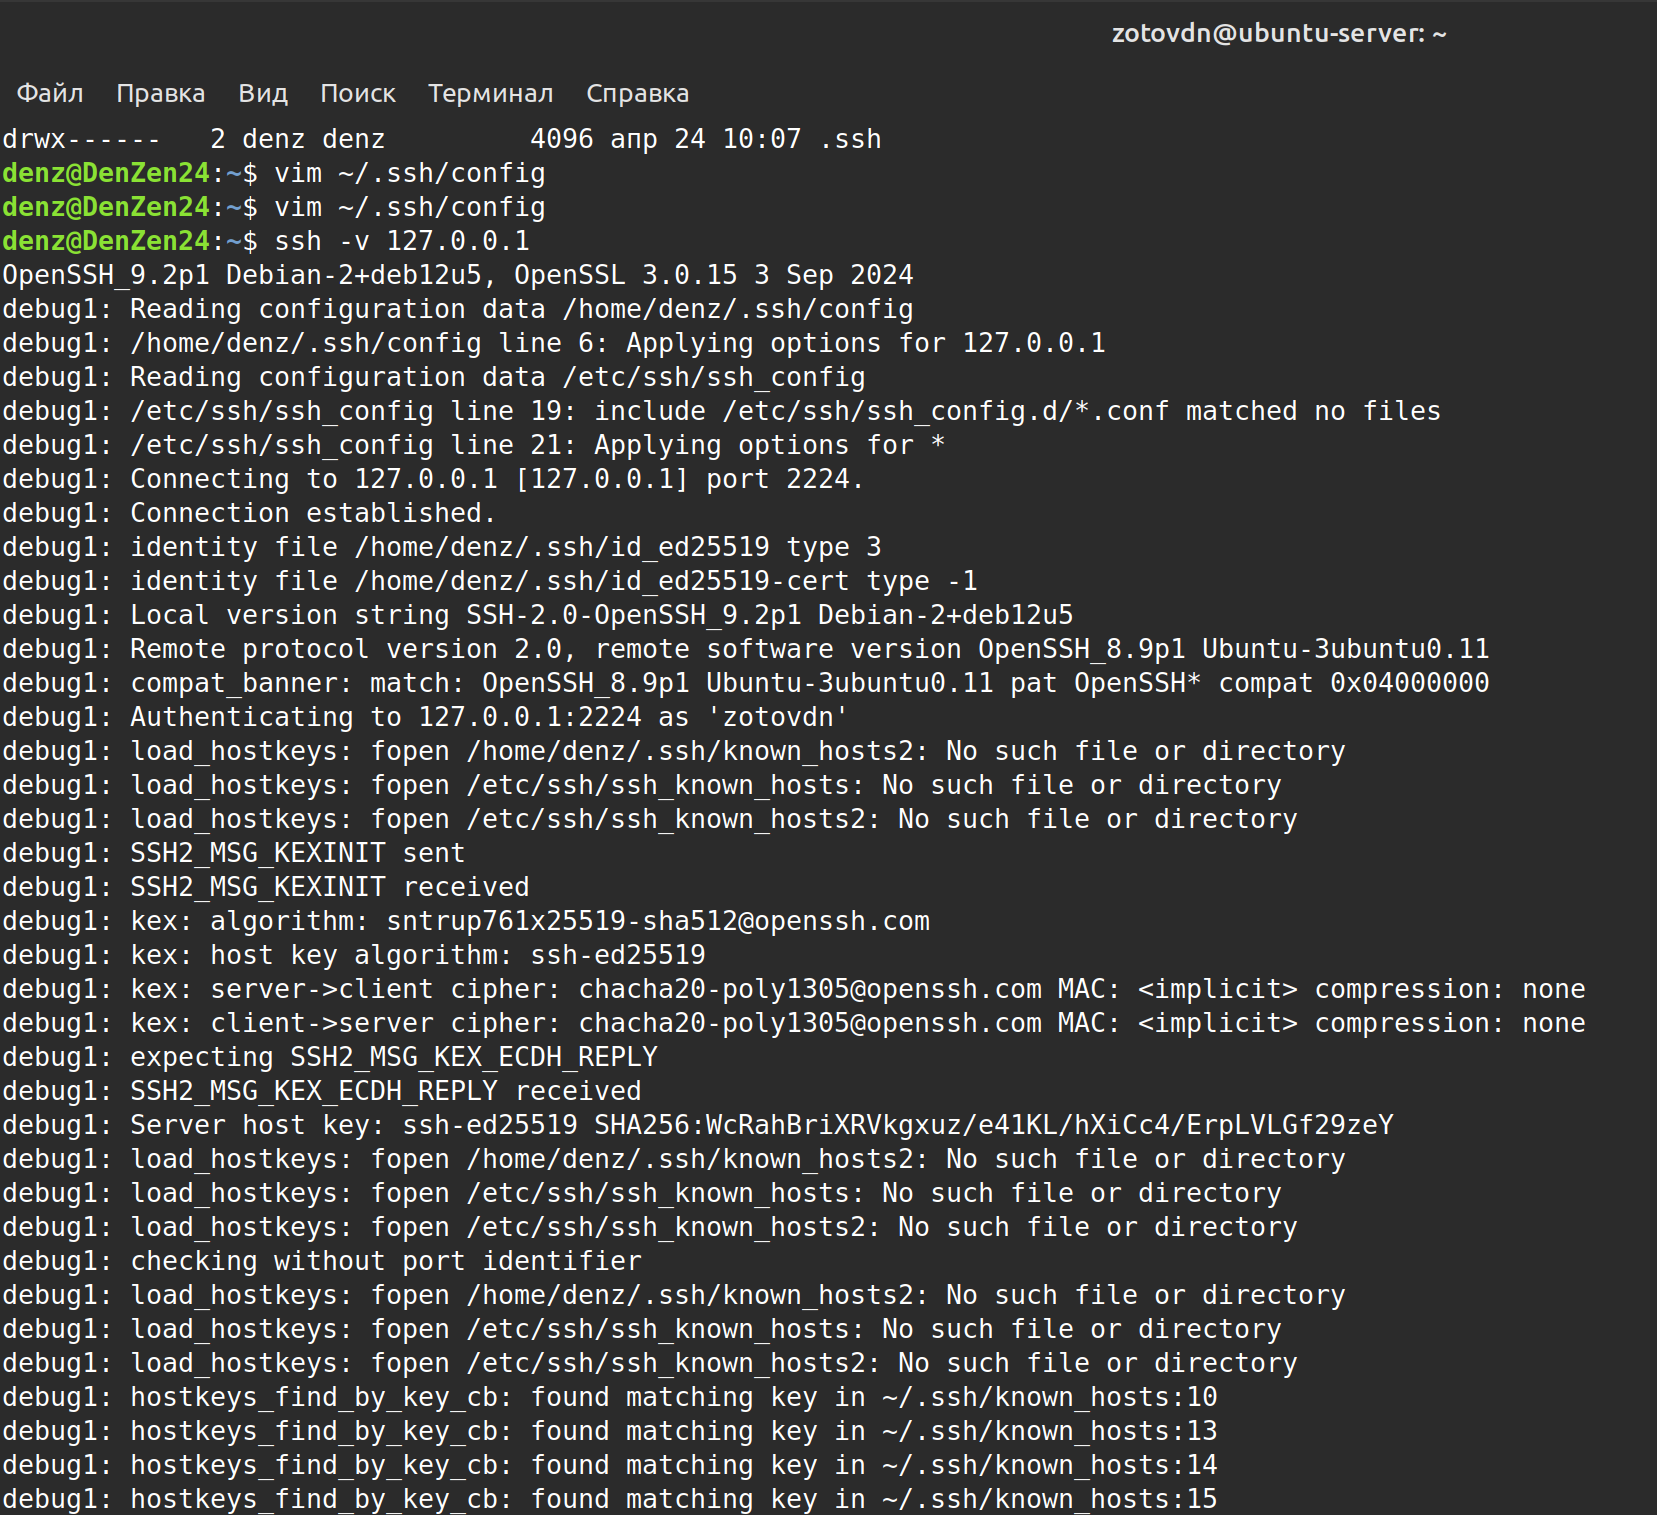 zotovdn@ubuntu-server: ~
Файл Правка Вид Поиск Терминал Справка
drwx------   2 denz denz         4096 апр 24 10:07 .ssh
denz@DenZen24:~$ vim ~/.ssh/config
denz@DenZen24:~$ vim ~/.ssh/config
denz@DenZen24:~$ ssh -v 127.0.0.1
OpenSSH_9.2p1 Debian-2+deb12u5, OpenSSL 3.0.15 3 Sep 2024
debug1: Reading configuration data /home/denz/.ssh/config
debug1: /home/denz/.ssh/config line 6: Applying options for 127.0.0.1
debug1: Reading configuration data /etc/ssh/ssh_config
debug1: /etc/ssh/ssh_config line 19: include /etc/ssh/ssh_config.d/*.conf matched no files
debug1: /etc/ssh/ssh_config line 21: Applying options for *
debug1: Connecting to 127.0.0.1 [127.0.0.1] port 2224.
debug1: Connection established.
debug1: identity file /home/denz/.ssh/id_ed25519 type 3
debug1: identity file /home/denz/.ssh/id_ed25519-cert type -1
debug1: Local version string SSH-2.0-OpenSSH_9.2p1 Debian-2+deb12u5
debug1: Remote protocol version 2.0, remote software version OpenSSH_8.9p1 Ubuntu-3ubuntu0.11
debug1: compat_banner: match: OpenSSH_8.9p1 Ubuntu-3ubuntu0.11 pat OpenSSH* compat 0x04000000
debug1: Authenticating to 127.0.0.1:2224 as 'zotovdn'
debug1: load_hostkeys: fopen /home/denz/.ssh/known_hosts2: No such file or directory
debug1: load_hostkeys: fopen /etc/ssh/ssh_known_hosts: No such file or directory
debug1: load_hostkeys: fopen /etc/ssh/ssh_known_hosts2: No such file or directory
debug1: SSH2_MSG_KEXINIT sent
debug1: SSH2_MSG_KEXINIT received
debug1: kex: algorithm: sntrup761x25519-sha512@openssh.com
debug1: kex: host key algorithm: ssh-ed25519
debug1: kex: server->client cipher: chacha20-poly1305@openssh.com MAC: <implicit> compression: none
debug1: kex: client->server cipher: chacha20-poly1305@openssh.com MAC: <implicit> compression: none
debug1: expecting SSH2_MSG_KEX_ECDH_REPLY
debug1: SSH2_MSG_KEX_ECDH_REPLY received
debug1: Server host key: ssh-ed25519 SHA256:WcRahBriXRVkgxuz/e41KL/hXiCc4/ErpLVLGf29zeY
debug1: load_hostkeys: fopen /home/denz/.ssh/known_hosts2: No such file or directory
debug1: load_hostkeys: fopen /etc/ssh/ssh_known_hosts: No such file or directory
debug1: load_hostkeys: fopen /etc/ssh/ssh_known_hosts2: No such file or directory
debug1: checking without port identifier
debug1: load_hostkeys: fopen /home/denz/.ssh/known_hosts2: No such file or directory
debug1: load_hostkeys: fopen /etc/ssh/ssh_known_hosts: No such file or directory
debug1: load_hostkeys: fopen /etc/ssh/ssh_known_hosts2: No such file or directory
debug1: hostkeys_find_by_key_cb: found matching key in ~/.ssh/known_hosts:10
debug1: hostkeys_find_by_key_cb: found matching key in ~/.ssh/known_hosts:13
debug1: hostkeys_find_by_key_cb: found matching key in ~/.ssh/known_hosts:14
debug1: hostkeys_find_by_key_cb: found matching key in ~/.ssh/known_hosts:15